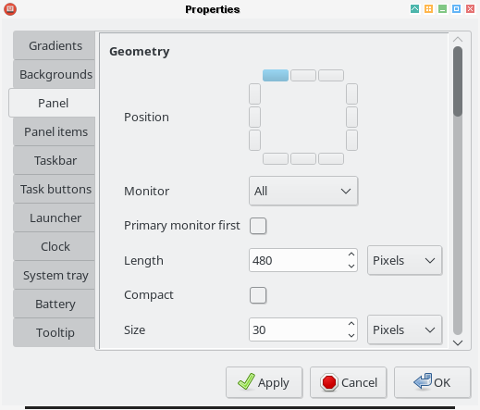 Properties
Gradients
Backgrounds
Panel
Panel items
Taskbar
Task buttons
Launcher
Clock
System tray
Battery
Tooltip
Geometry
Position
Monitor All
Primary monitor first
Length 480 Pixels
Compact
Size 30 Pixels
Apply Cancel OK